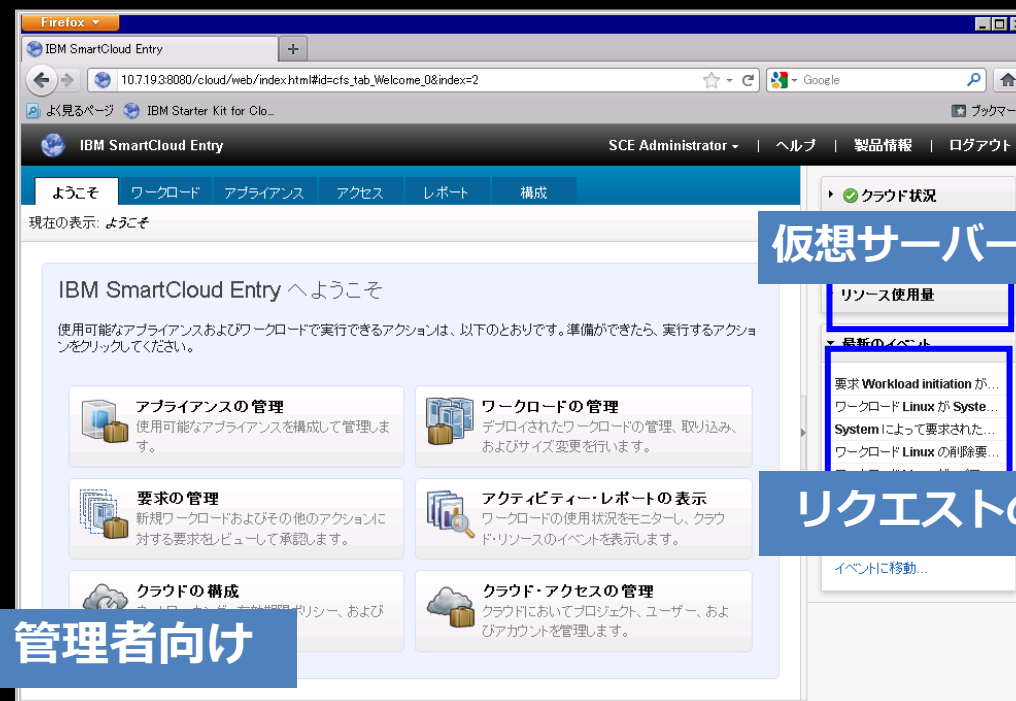 Firefox
IBM SmartCloud Entry
10.7.19.3:8080/cloud/web/index.html#id=cfs_tab_Welcome_0&index=2
Google
よく見るページ
IBM Starter Kit for Clo...
ブックマー
IBM SmartCloud Entry
SCE Administrator
ヘルプ | 製品情報 | ログアウト
ようこそ ワークロード アプライアンス アクセス レポート 構成
現在の表示: ようこそ
クラウド状況
仮想サーバー
リソース使用量
IBM SmartCloud Entry へようこそ
使用可能なアプライアンスおよびワークロードで実行できるアクションは、以下のとおりです。準備ができたら、実行するアクショ
ンをクリックしてください。
最新のイベント
要求 Workload initiation が...
ワークロード Linux が Syste...
System によって要求された...
ワークロード Linux の削除要...
リクエストの
イベントに移動...
アプライアンスの管理
使用可能なアプライアンスを構成して管理しま
す。
ワークロードの管理
デプロイされたワークロードの管理、取り込み、
およびサイズ変更を行います。
要求の管理
新規ワークロードおよびその他のアクションに
対する要求をレビューして承認します。
アクティビティー・レポートの表示
ワークロードの使用状況をモニターし、クラウ
ド・リソースのイベントを表示します。
クラウドの構成
ポリシー、および
クラウド・アクセスの管理
クラウドにおいてプロジェクト、ユーザー、およ
びアカウントを管理します。
管理者向け